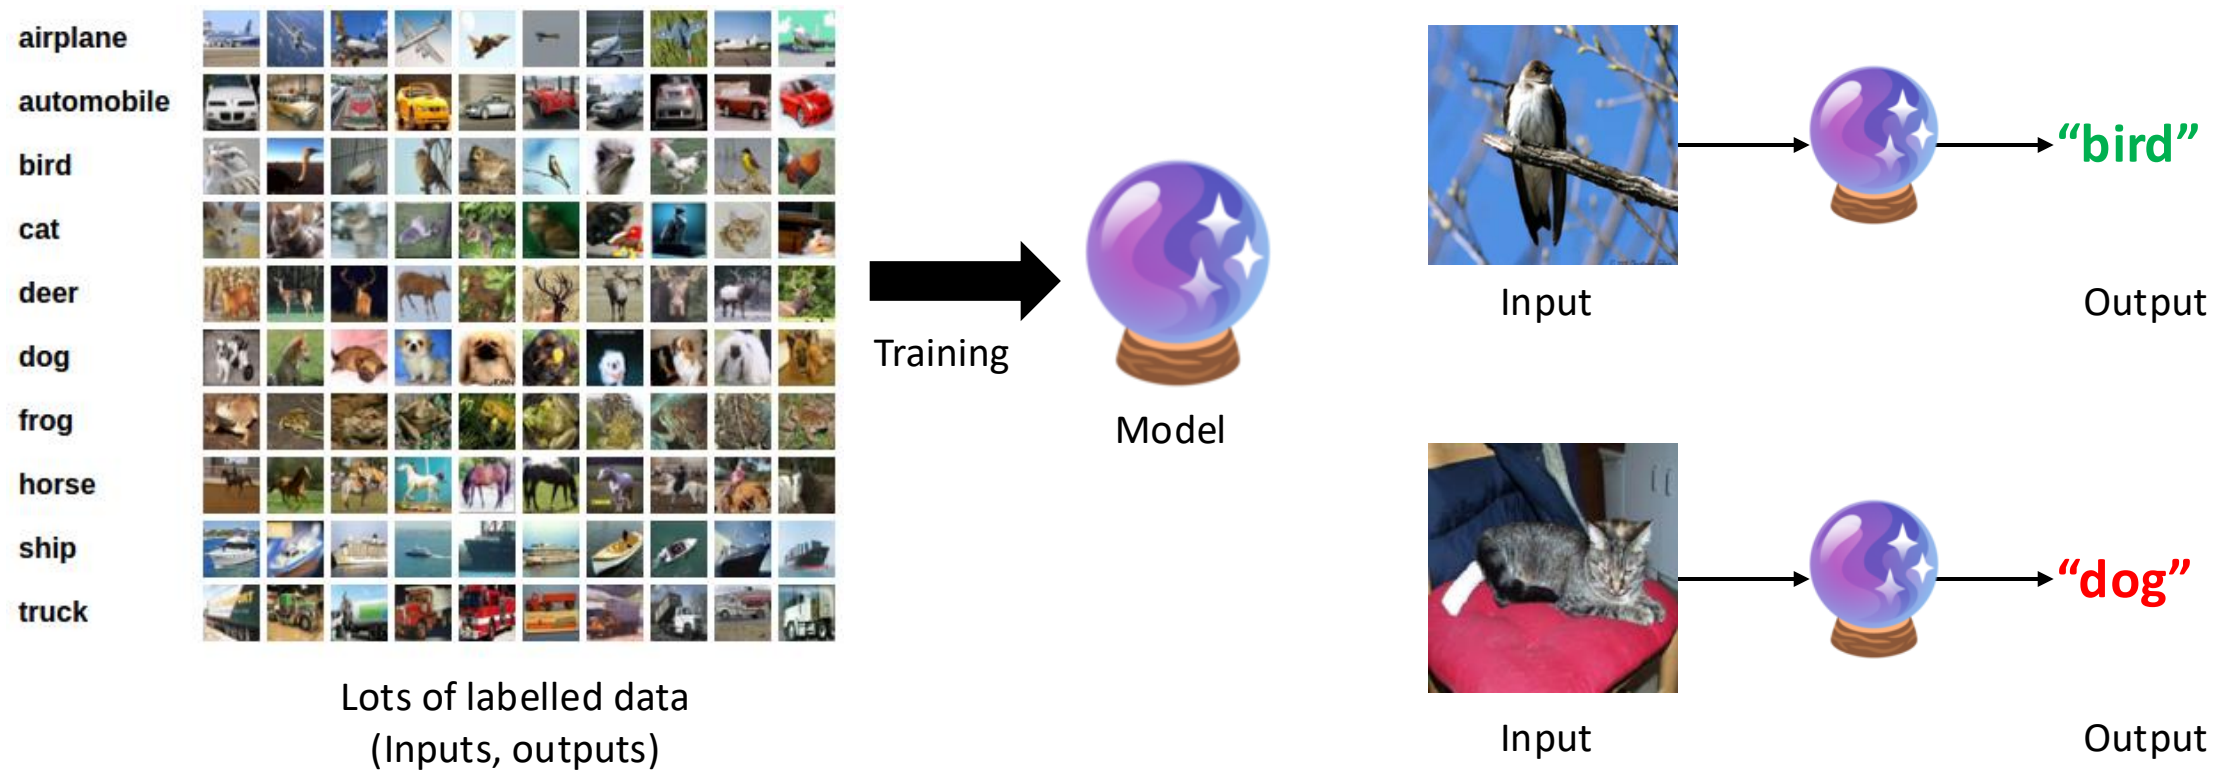 airplane
automobile
bird
cat
deer
dog
frog
horse
ship
truck
Lots of labelled data
(Inputs, outputs)
Training
Model
Input
“bird”
Output
Input
“dog”
Output